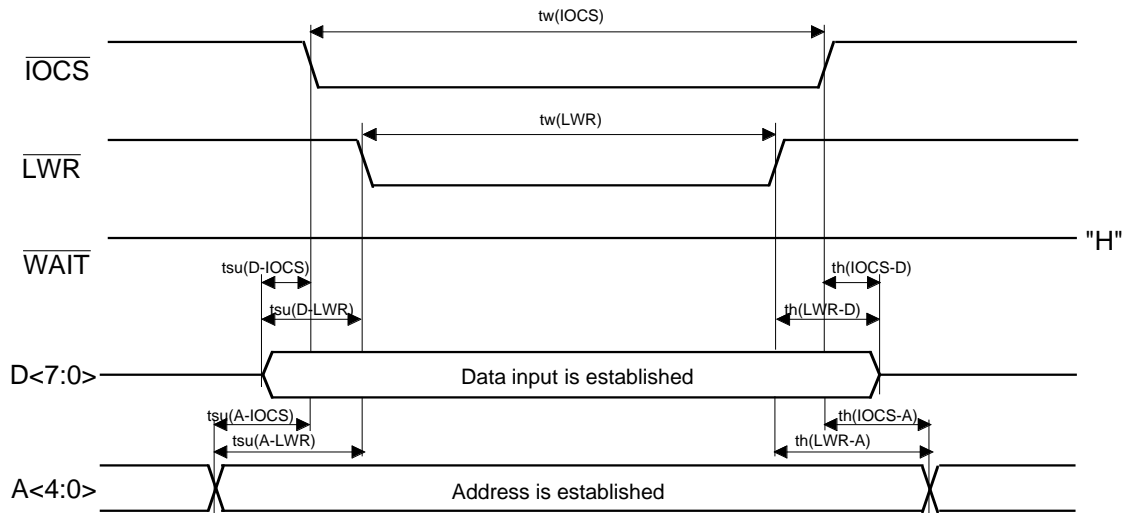 tw(IOCS)
IOCS
tw(LWR)
LWR
"H"
WAIT
tsu(D-IOCS)
th(IOCS-D)
tsu(D-LWR)
th(LWR-D)
D<7:0>
Data input is established
tsu(A-IOCS)
th(IOCS-A)
tsu(A-LWR)
th(LWR-A)
A<4:0>
Address is established